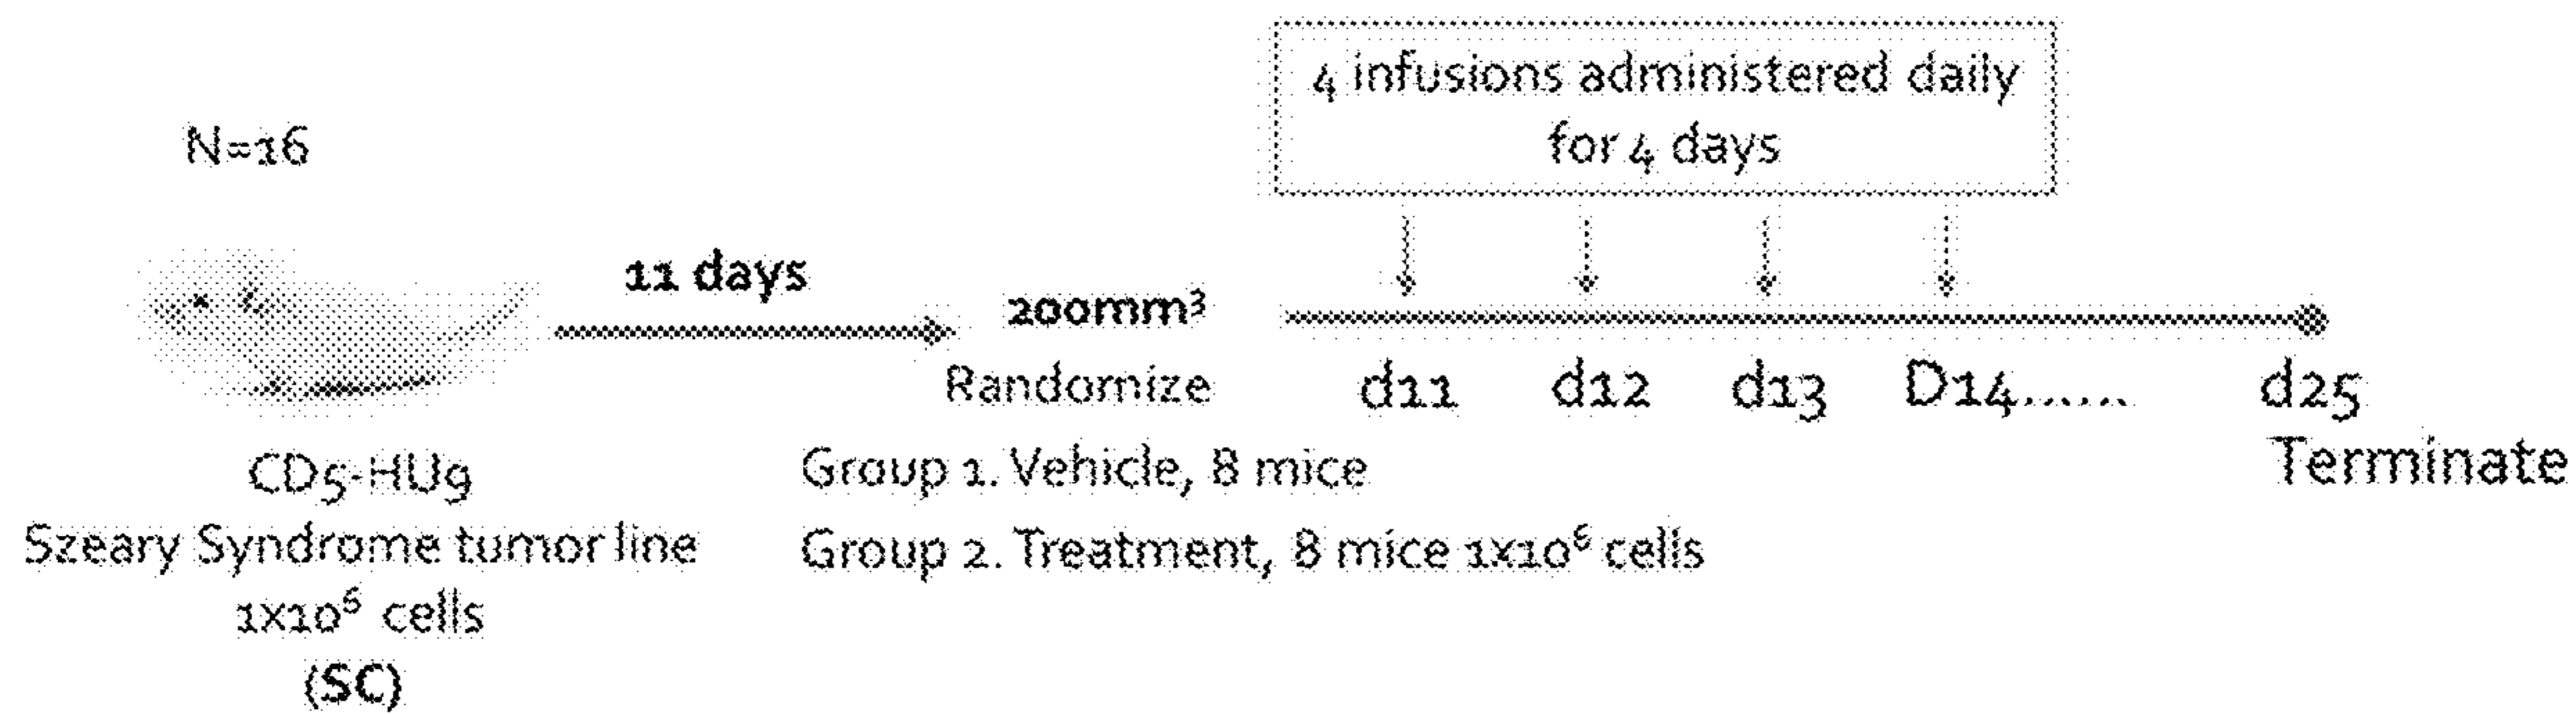 N=16
4 infusions administered daily
for 4 days
11 days
200mm³
Randomize
d11 d12 d13 D14...... d25
Terminate
CD5-HU9
Szeary Syndrome tumor line
1x10⁶ cells
(SC)
Group 1. Vehicle, 8 mice
Group 2. Treatment, 8 mice 1x10⁶ cells